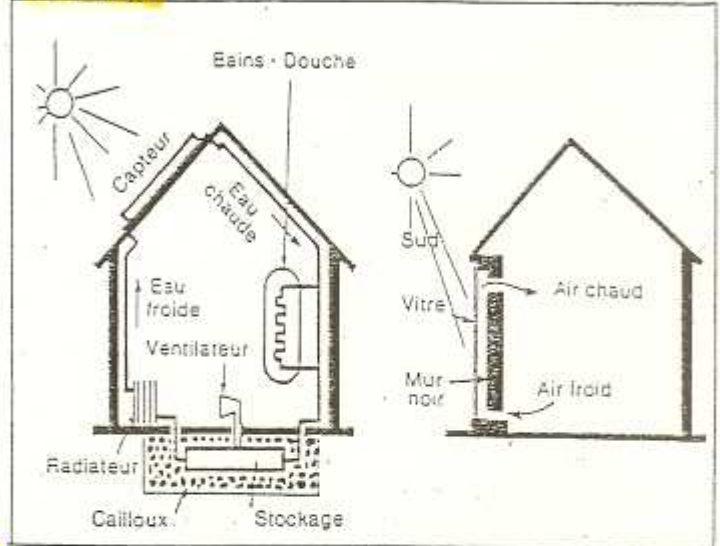 Bains - Douche
Capteur
Eau
chaude
Eau
froide
Ventilateur
Radiateur
Cailloux
Stockage
Sud
Vitre
Air chaud
Mur
noir
Air froid